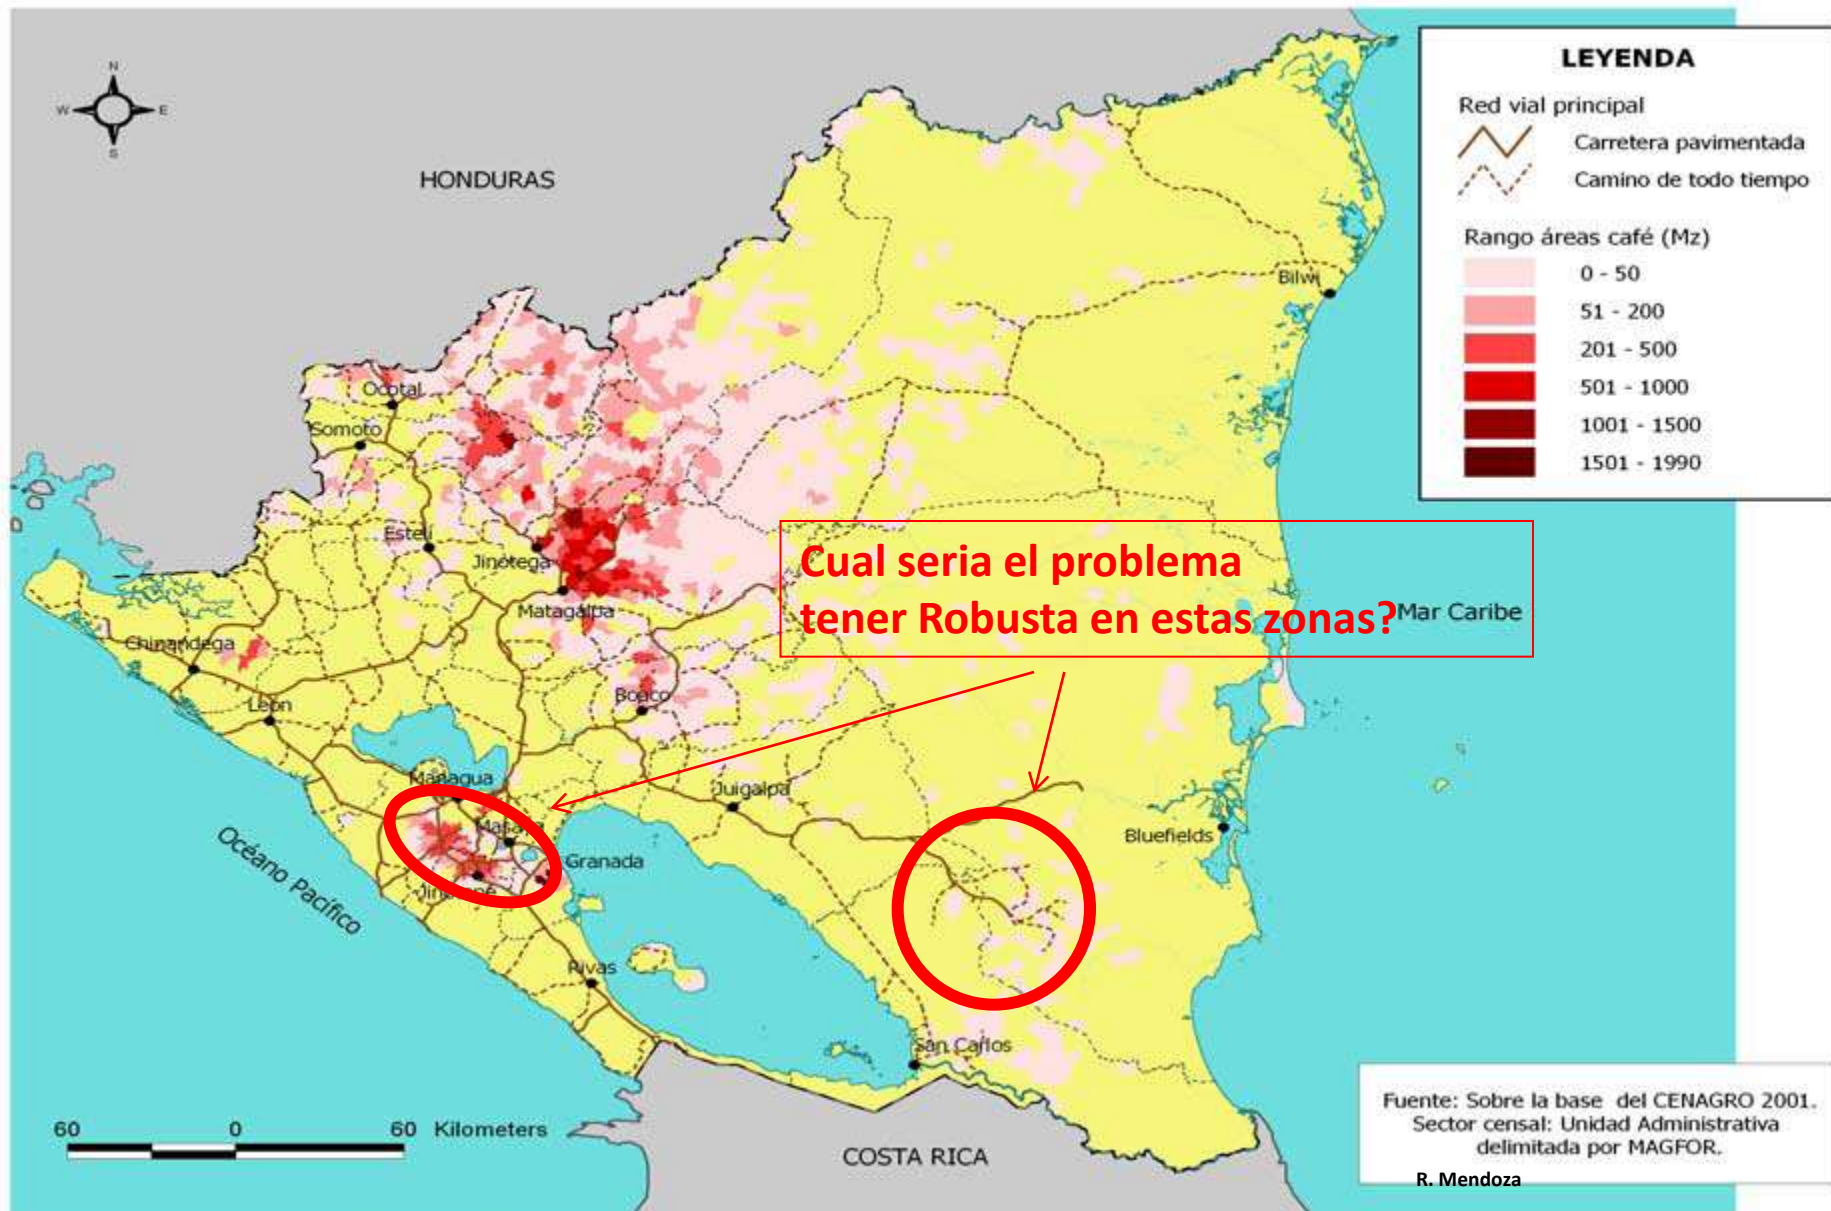 N
W
E
S
HONDURAS
LEYENDA
Red vial principal
Carretera pavimentada
Camino de todo tiempo
Rango áreas café (Mz)
0 - 50
51 - 200
201 - 500
501 - 1000
1001 - 1500
1501 - 1990
Bilwi
Ocotal
Somoto
Estelí
Jinotega
Matagalpa
Cual seria el problema
tener Robusta en estas zonas?
Mar Caribe
Chinandega
León
Boaco
Managua
Juigalpa
Masaya
Bluefields
Granada
Jinotepe
Océano Pacífico
Rivas
San Carlos
60 0 60 Kilometers
COSTA RICA
Fuente: Sobre la base del CENAGRO 2001.
Sector censal: Unidad Administrativa
delimitada por MAGFOR.
R. Mendoza